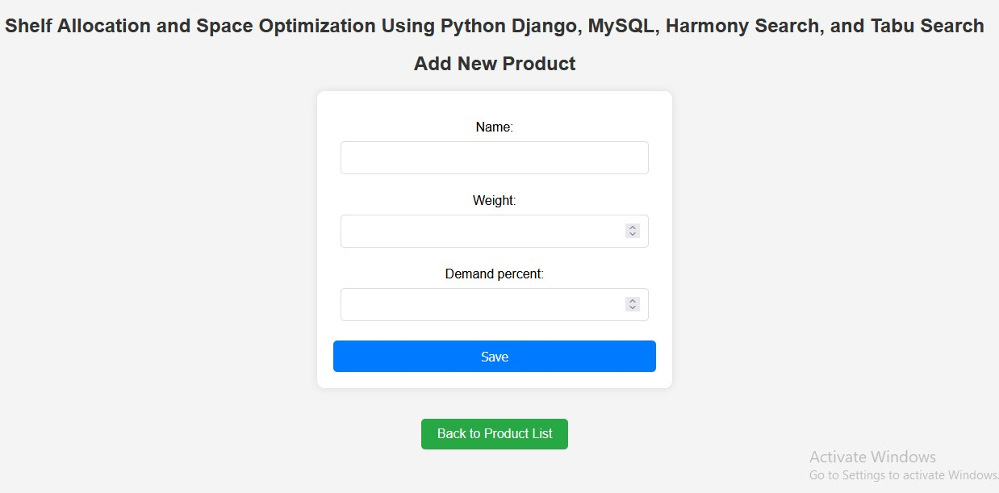 Shelf Allocation and Space Optimization Using Python Django, MySQL, Harmony Search, and Tabu Search
Add New Product
Name:
Weight:
Demand percent:
Save
Back to Product List
Activate Windows
Go to Settings to activate Windows.